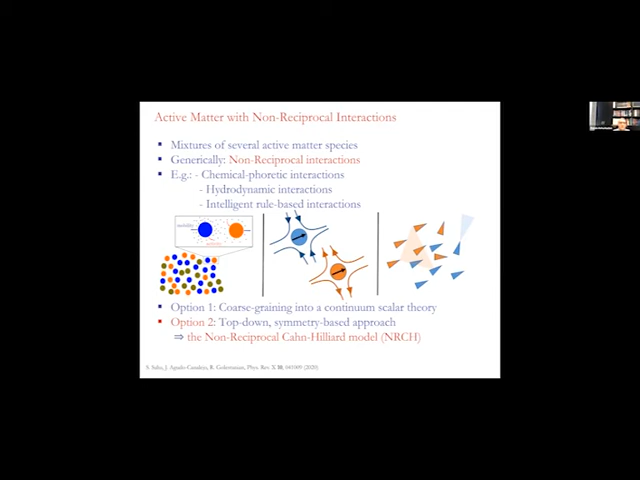 Active Matter with Non-Reciprocal Interactions
▪ Mixtures of several active matter species
▪ Generically: Non-Reciprocal interactions
▪ E.g.: - Chemical-phoretic interactions
- Hydrodynamic interactions
- Intelligent rule-based interactions
mobility
▪ Option 1: Coarse-graining into a continuum scalar theory
▪ Option 2: Top-down, symmetry-based approach
⇒ the Non-Reciprocal Cahn-Hilliard model (NRCH)
S. Saha, J. Agudo-Canalejo, R. Golestanian, Phys. Rev. X 10, 041009 (2020)